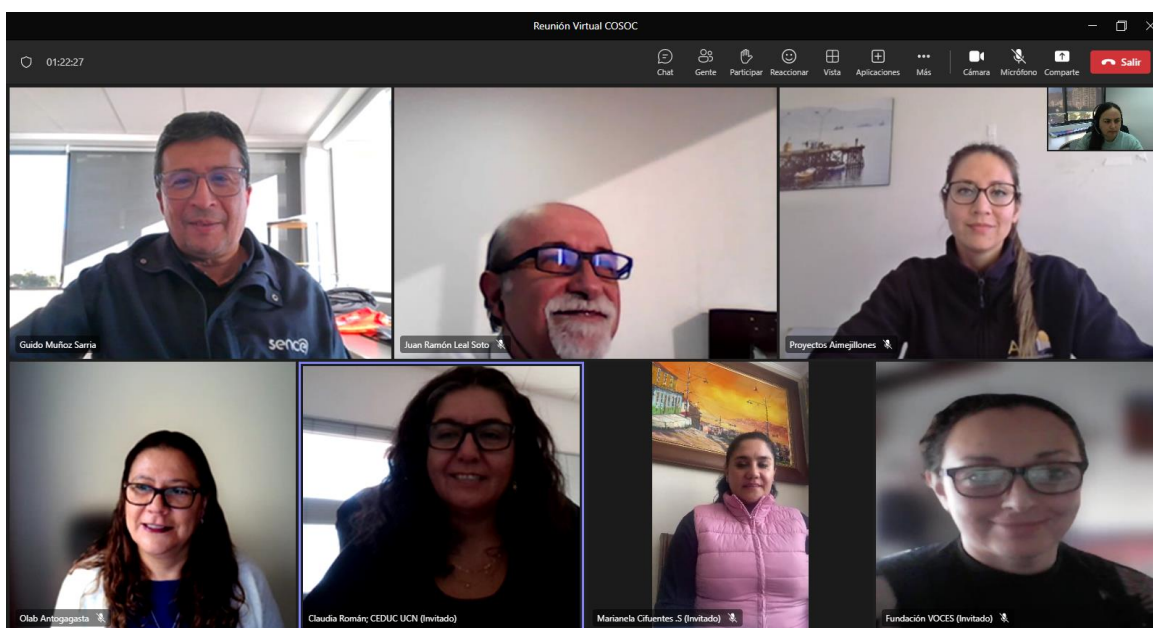 Reunión Virtual COSOC
01:22:27
Chat
Gente
Participar
Reaccionar
Vista
Aplicaciones
Más
Cámara
Micrófono
Comparte
Salir
senc@
Guido Muñoz Sarria
Juan Ramón Leal Soto
Proyectos Aimejillones
Olab Antogagasta
Claudia Román; CEDUC UCN (Invitado)
Marianela Cifuentes .S (Invitado)
Fundación VOCES (Invitado)